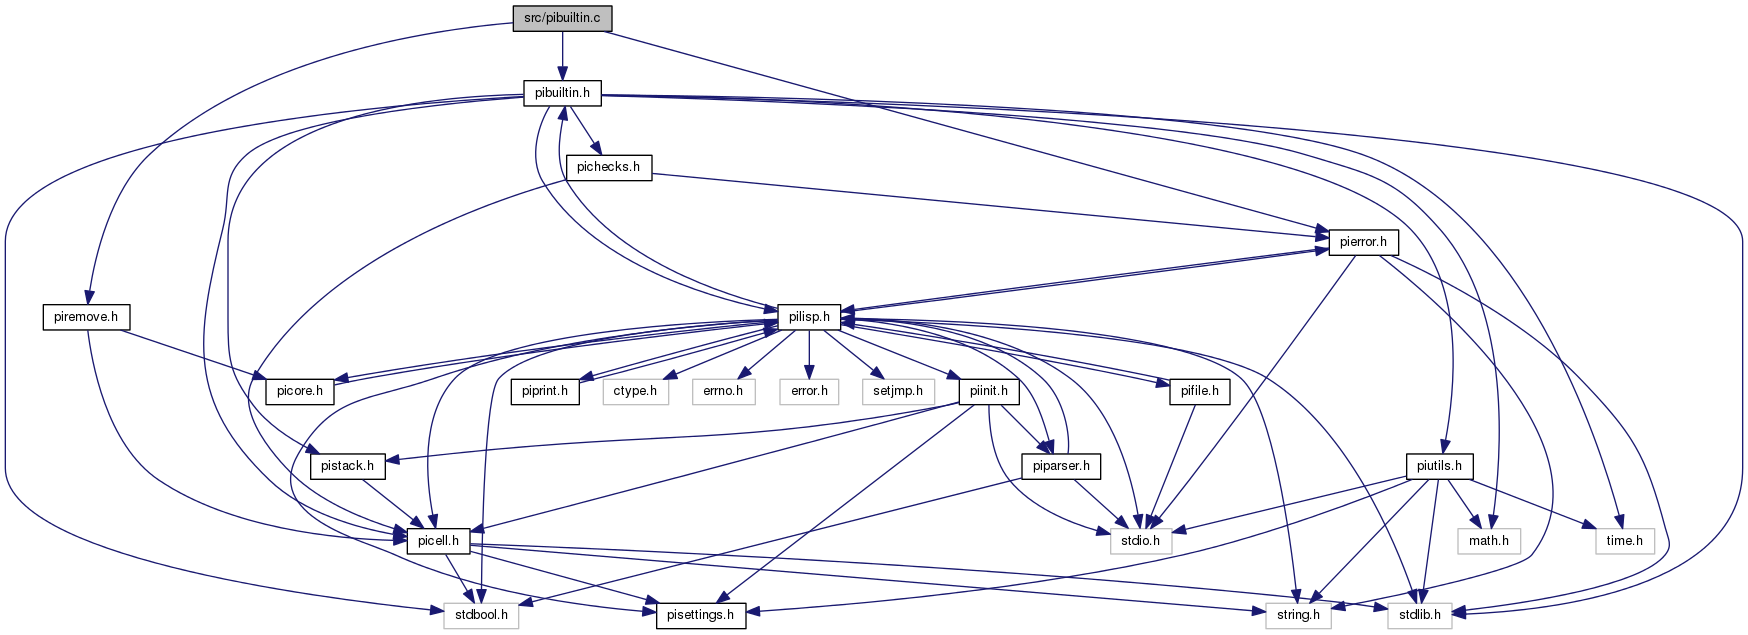 src/pibuiltin.c
pibuiltin.h
pichecks.h
pierror.h
piremove.h
pilisp.h
picore.h
piprint.h
ctype.h
errno.h
error.h
setjmp.h
piinit.h
pifile.h
pistack.h
piparser.h
piutils.h
picell.h
stdio.h
math.h
time.h
stdbool.h
pisettings.h
string.h
stdlib.h